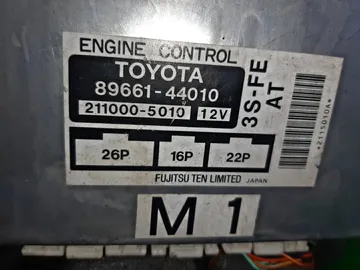 ENGINE CONTROL
TOYOTA
89661-44010
211000-5010 12V
3S-FE
AT
26P 16P 22P
FUJITSU TEN LIMITED JAPAN
*2115010A*
M 1